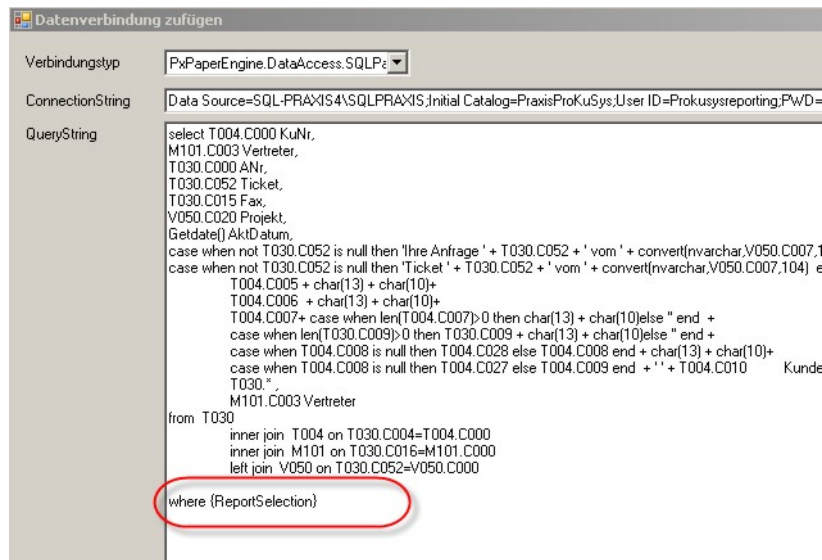 Datenverbindung zufügen
Verbindungstyp PxPaperEngine.DataAccess.SQLPa
ConnectionString Data Source=SQL-PRAXIS4\SQLPRAXIS;Initial Catalog=PraxisProKuSys;User ID=Prokusysreporting;PWD=
QueryString select T004.C000 KuNr,
M101.C003 Vertreter,
T030.C000 ANr,
T030.C052 Ticket,
T030.C015 Fax,
V050.C020 Projekt,
Getdate() AktDatum,
case when not T030.C052 is null then 'Ihre Anfrage ' + T030.C052 + ' vom ' + convert(nvarchar,V050.C007,1
case when not T030.C052 is null then 'Ticket ' + T030.C052 + ' vom ' + convert(nvarchar,V050.C007,104) e
T004.C005 + char(13) + char(10)+
T004.C006 + char(13) + char(10)+
T004.C007+ case when len(T004.C007)>0 then char(13) + char(10)else '' end +
case when len(T030.C009)>0 then T030.C009 + char(13) + char(10)else '' end +
case when T004.C008 is null then T004.C028 else T004.C008 end + char(13) + char(10)+
case when T004.C008 is null then T004.C027 else T004.C009 end + ' ' + T004.C010 Kunde
T030.* ,
M101.C003 Vertreter
from T030
inner join T004 on T030.C004=T004.C000
inner join M101 on T030.C016=M101.C000
left join V050 on T030.C052=V050.C000
where {ReportSelection}